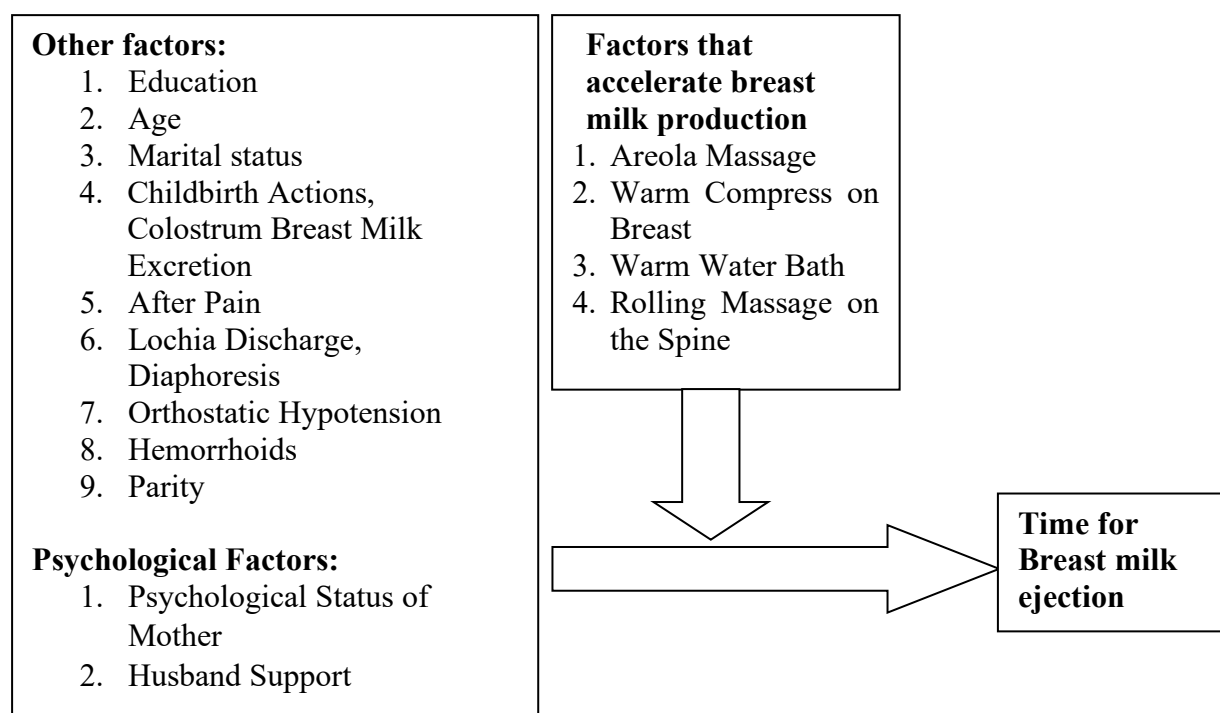 Other factors:
1. Education
2. Age
3. Marital status
4. Childbirth Actions,
Colostrum Breast Milk
Excretion
5. After Pain
6. Lochia Discharge,
Diaphoresis
7. Orthostatic Hypotension
8. Hemorrhoids
9. Parity
Psychological Factors:
1. Psychological Status of
Mother
2. Husband Support
Factors that
accelerate breast
milk production
1. Areola Massage
2. Warm Compress on
Breast
3. Warm Water Bath
4. Rolling Massage on
the Spine
Time for
Breast milk
ejection